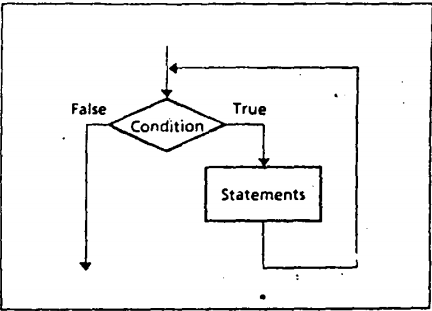 False
True
Condition
Statements